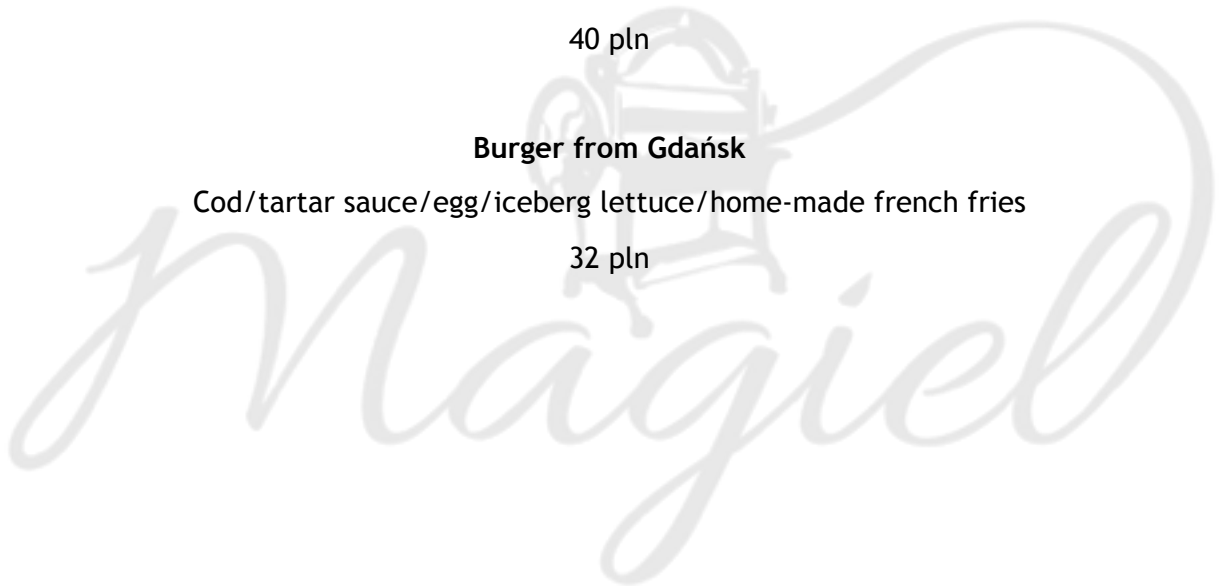 40 pln
Burger from Gdańsk
Cod/tartar sauce/egg/iceberg lettuce/home-made french fries
32 pln
Magiel